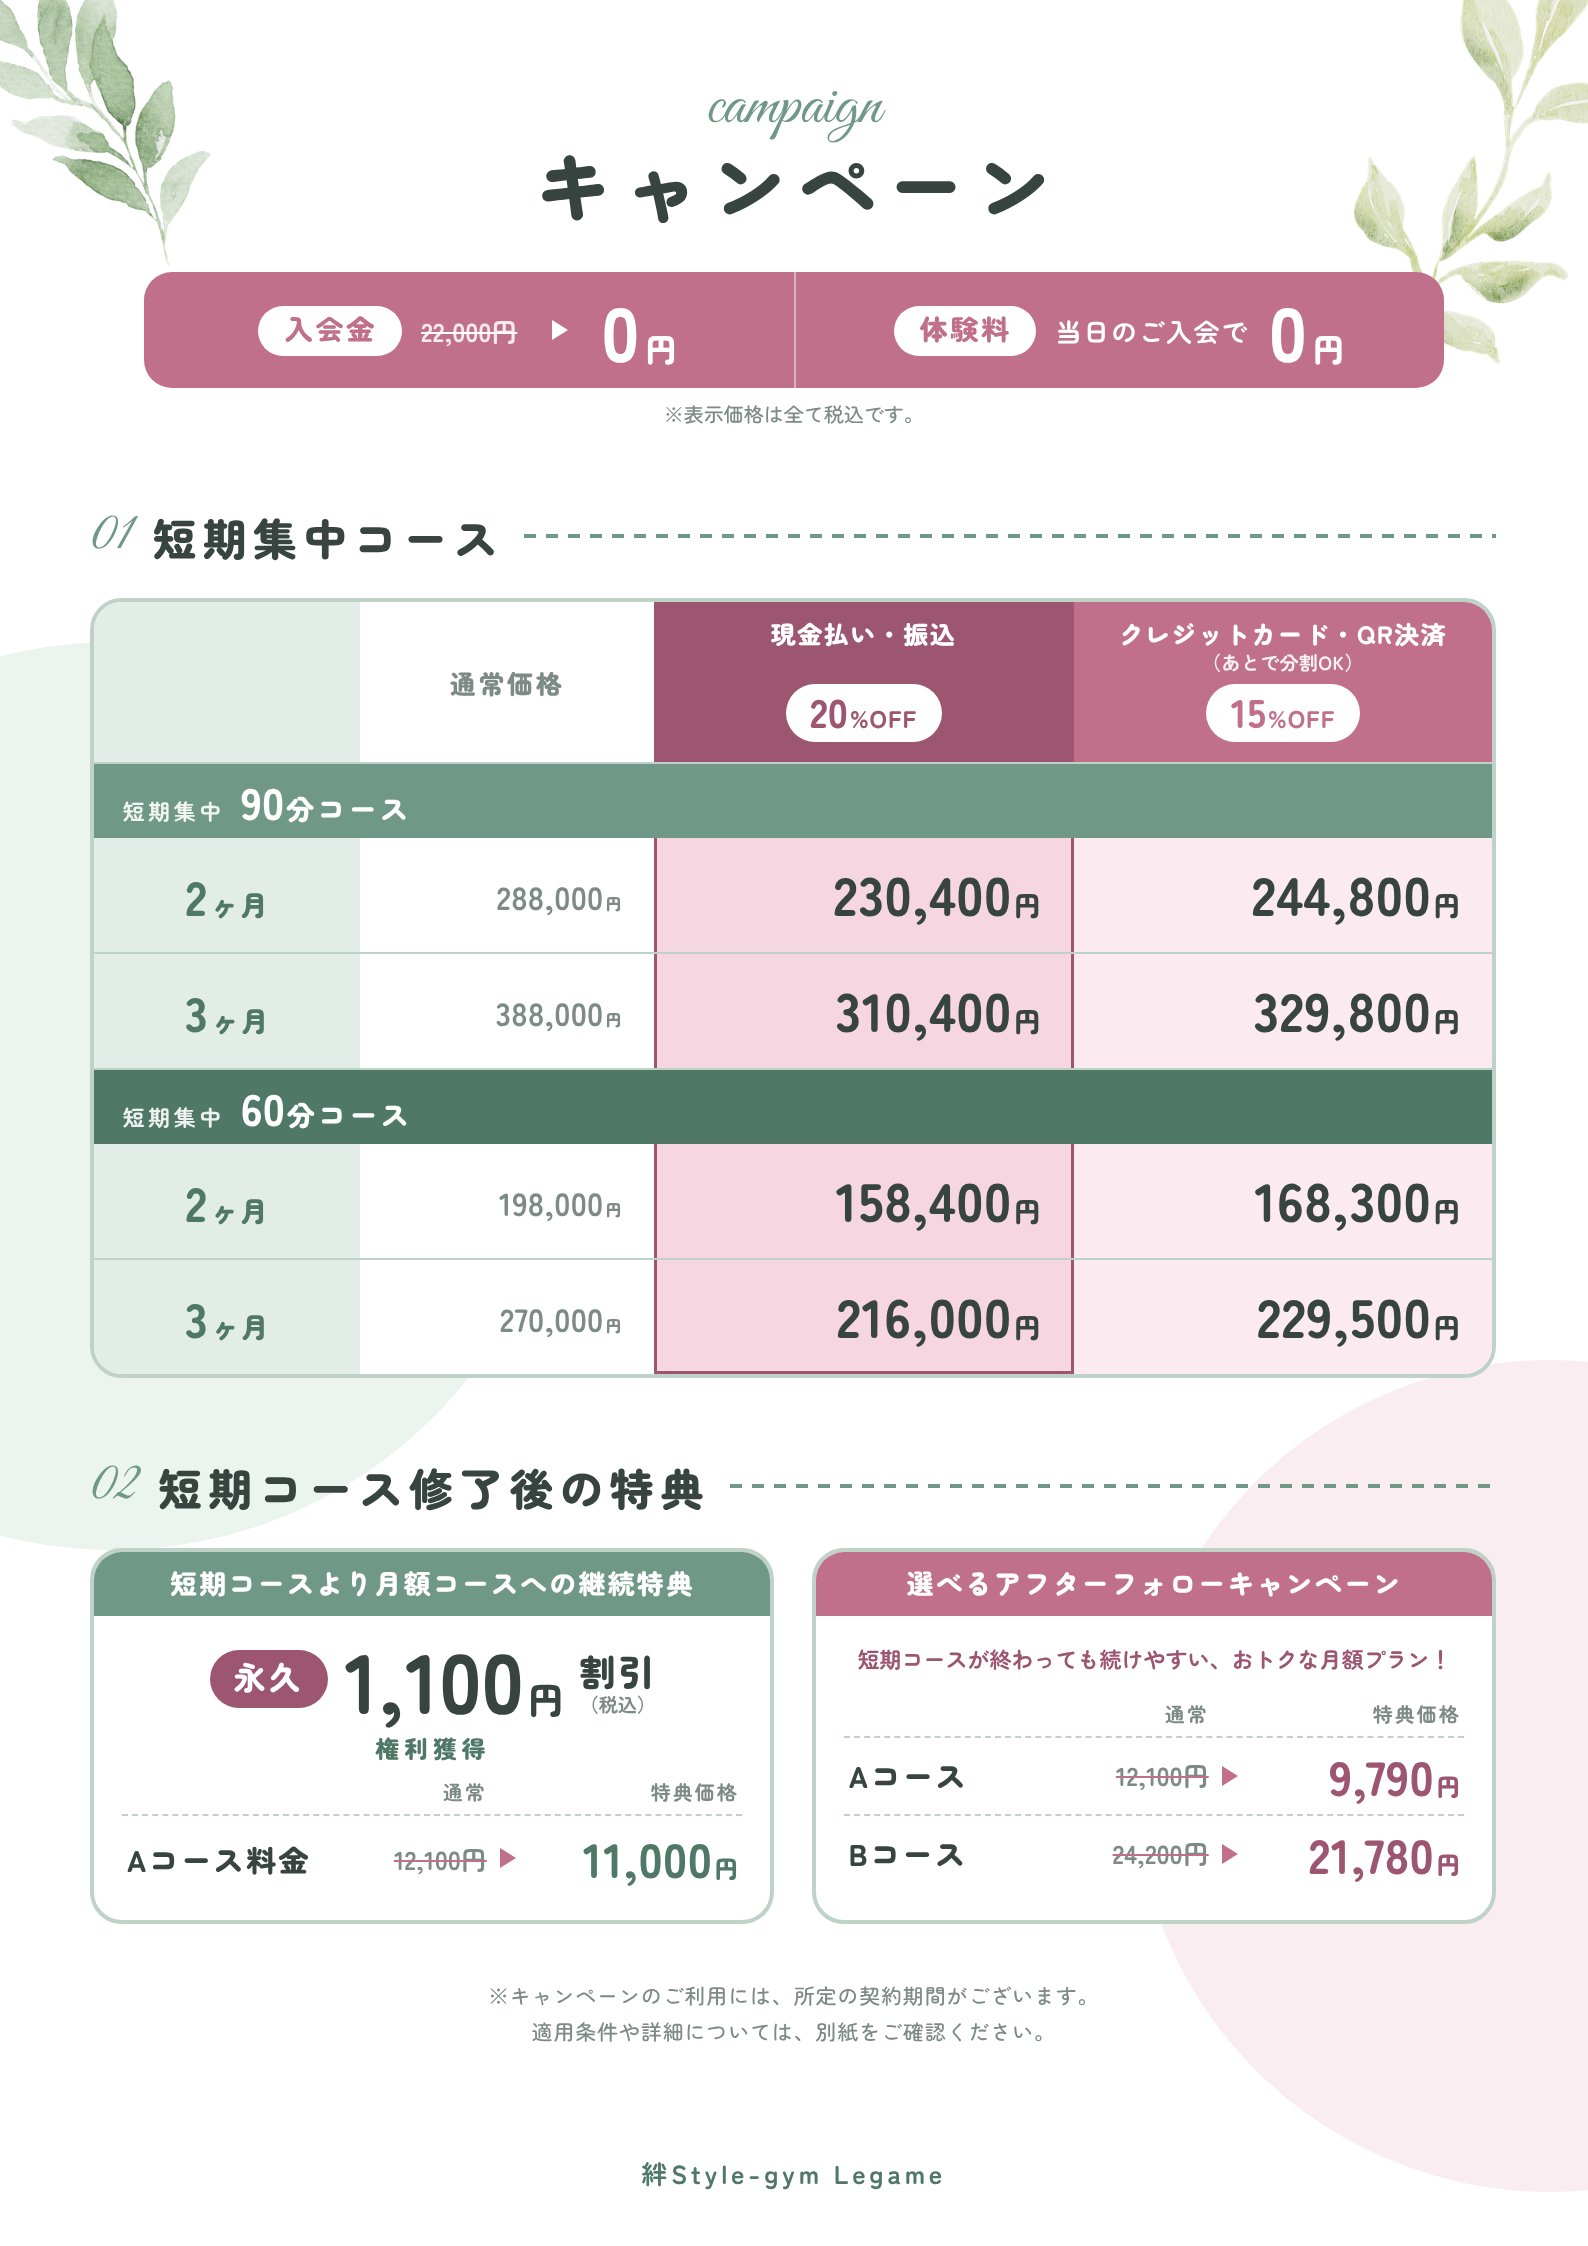 campaign
キャンペーン
入会金 22,000円 ▶ 0円
体験料 当日のご入会で 0円
※表示価格は全て税込です。
01 短期集中コース
通常価格
現金払い・振込
20%OFF
クレジットカード・QR決済
（あとで分割OK）
15%OFF
短期集中 90分コース
2ヶ月 288,000円 230,400円 244,800円
3ヶ月 388,000円 310,400円 329,800円
短期集中 60分コース
2ヶ月 198,000円 158,400円 168,300円
3ヶ月 270,000円 216,000円 229,500円
02 短期コース修了後の特典
短期コースより月額コースへの継続特典
永久 1,100円 割引
（税込）
権利獲得
通常 特典価格
Aコース料金 12,100円 ▶ 11,000円
選べるアフターフォローキャンペーン
短期コースが終わっても続けやすい、おトクな月額プラン！
通常 特典価格
Aコース 12,100円 ▶ 9,790円
Bコース 24,200円 ▶ 21,780円
※キャンペーンのご利用には、所定の契約期間がございます。
適用条件や詳細については、別紙をご確認ください。
絆Style-gym Legame